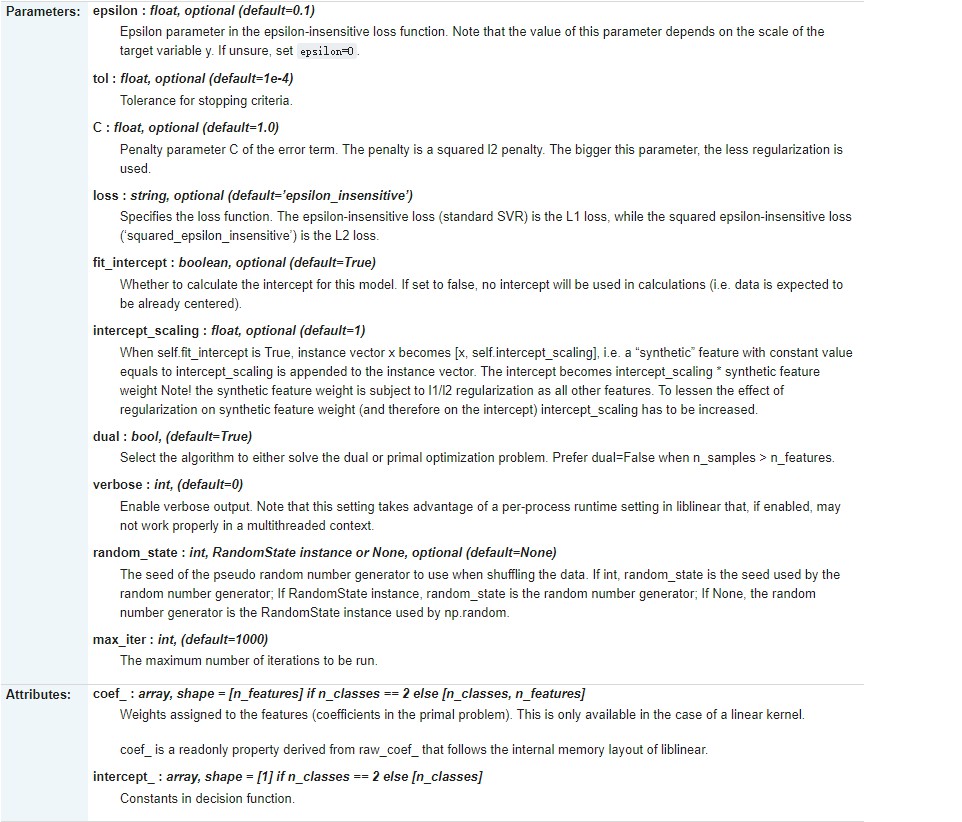 Parameters: epsilon : float, optional (default=0.1)
Epsilon parameter in the epsilon-insensitive loss function. Note that the value of this parameter depends on the scale of the
target variable y. If unsure, set epsilon=0.
tol : float, optional (default=1e-4)
Tolerance for stopping criteria.
C : float, optional (default=1.0)
Penalty parameter C of the error term. The penalty is a squared l2 penalty. The bigger this parameter, the less regularization is
used.
loss : string, optional (default=’epsilon_insensitive’)
Specifies the loss function. The epsilon-insensitive loss (standard SVR) is the L1 loss, while the squared epsilon-insensitive loss
(‘squared_epsilon_insensitive’) is the L2 loss.
fit_intercept : boolean, optional (default=True)
Whether to calculate the intercept for this model. If set to false, no intercept will be used in calculations (i.e. data is expected to
be already centered).
intercept_scaling : float, optional (default=1)
When self.fit_intercept is True, instance vector x becomes [x, self.intercept_scaling], i.e. a “synthetic” feature with constant value
equals to intercept_scaling is appended to the instance vector. The intercept becomes intercept_scaling * synthetic feature
weight Note! the synthetic feature weight is subject to l1/l2 regularization as all other features. To lessen the effect of
regularization on synthetic feature weight (and therefore on the intercept) intercept_scaling has to be increased.
dual : bool, (default=True)
Select the algorithm to either solve the dual or primal optimization problem. Prefer dual=False when n_samples > n_features.
verbose : int, (default=0)
Enable verbose output. Note that this setting takes advantage of a per-process runtime setting in liblinear that, if enabled, may
not work properly in a multithreaded context.
random_state : int, RandomState instance or None, optional (default=None)
The seed of the pseudo random number generator to use when shuffling the data. If int, random_state is the seed used by the
random number generator; If RandomState instance, random_state is the random number generator; If None, the random
number generator is the RandomState instance used by np.random.
max_iter : int, (default=1000)
The maximum number of iterations to be run.
Attributes: coef_ : array, shape = [n_features] if n_classes == 2 else [n_classes, n_features]
Weights assigned to the features (coefficients in the primal problem). This is only available in the case of a linear kernel.
coef_ is a readonly property derived from raw_coef_ that follows the internal memory layout of liblinear.
intercept_ : array, shape = [1] if n_classes == 2 else [n_classes]
Constants in decision function.